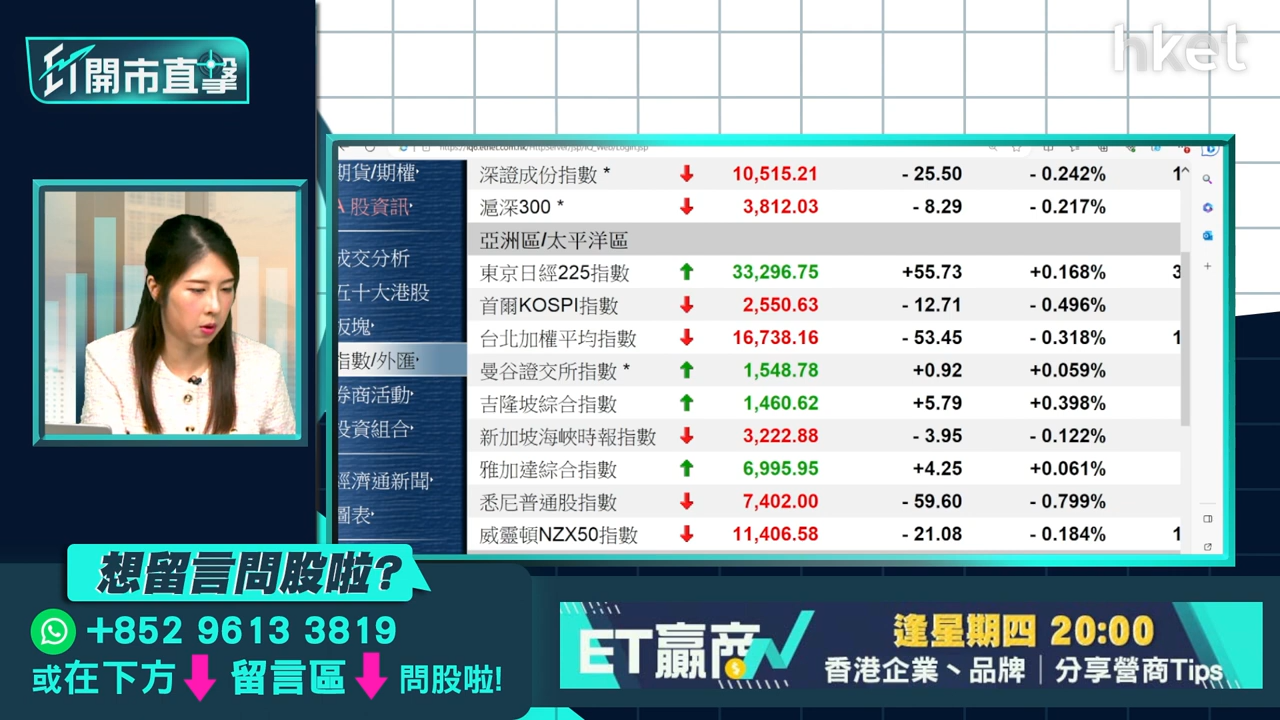 ET開市直擊
hket
期貨/期權
A股資訊
成交分析
五十大港股
板塊
指數/外匯
券商活動
投資組合
經濟通新聞
圖表
深證成份指數 * 10,515.21 - 25.50 - 0.242%
滬深300 * 3,812.03 - 8.29 - 0.217%
亞洲區/太平洋區
東京日經225指數 33,296.75 +55.73 +0.168% 3
首爾KOSPI指數 2,550.63 - 12.71 - 0.496%
台北加權平均指數 16,738.16 - 53.45 - 0.318% 1
曼谷證交所指數 * 1,548.78 +0.92 +0.059%
吉隆坡綜合指數 1,460.62 +5.79 +0.398%
新加坡海峽時報指數 3,222.88 - 3.95 - 0.122%
雅加達綜合指數 6,995.95 +4.25 +0.061%
悉尼普通股指數 7,402.00 - 59.60 - 0.799%
威靈頓NZX50指數 11,406.58 - 21.08 - 0.184% 1
想留言問股啦?
+852 9613 3819
或在下方 留言區 問股啦!
ET贏商
逢星期四 20:00
香港企業、品牌｜分享營商Tips